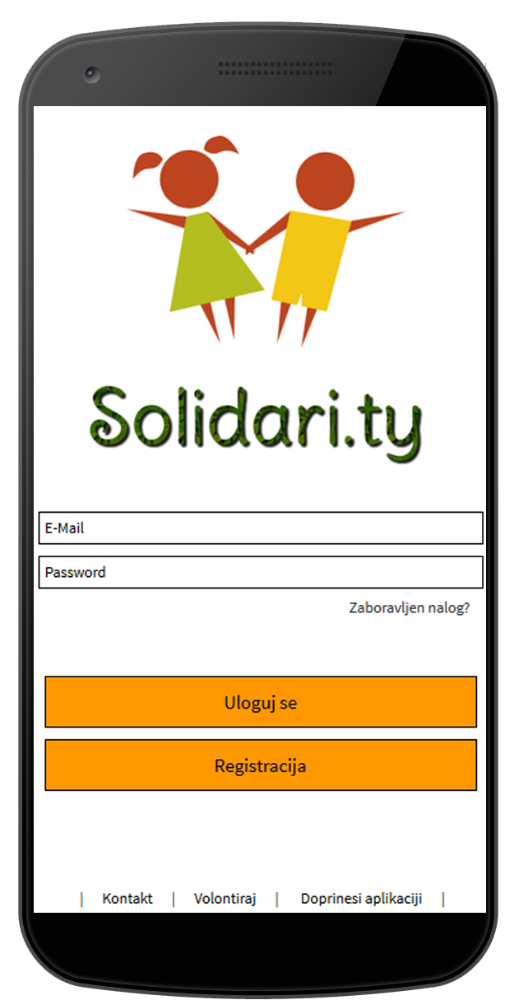 Solidari.ty
E-Mail
Password
Zaboravljen nalog?
Uloguj se
Registracija
| Kontakt | Volontiraj | Doprinesi aplikaciji |